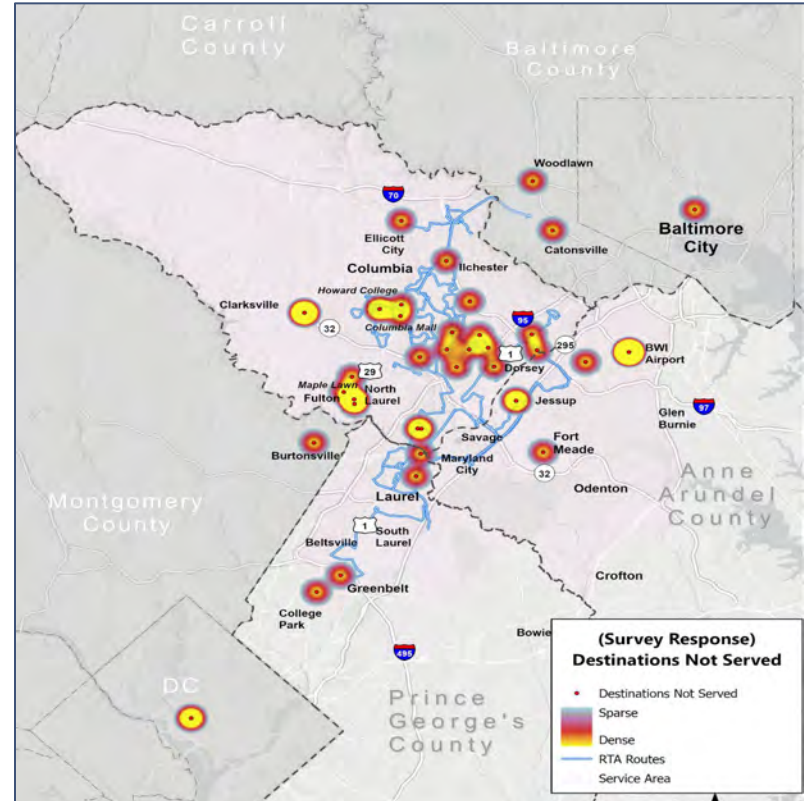 Carroll
County
Baltimore
County
Woodlawn
70
Baltimore
City
Ellicott
City
Catonsville
Columbia
Ilchester
Howard College
Clarksville
32
Columbia Mall
95
295
BWI
Airport
1
Dorsey
29
Maple Lawn
North
Fulton
Laurel
Jessup
97
Glen
Burnie
Savage
Burtonsville
Maryland
City
Fort
Meade
32
Anne
Arundel
County
Montgomery
County
Laurel
Odenton
1
South
Laurel
Beltsville
Crofton
Greenbelt
College
Park
Bowie
495
DC
Prince
George's
County
(Survey Response)
Destinations Not Served
Destinations Not Served
Sparse
Dense
RTA Routes
Service Area